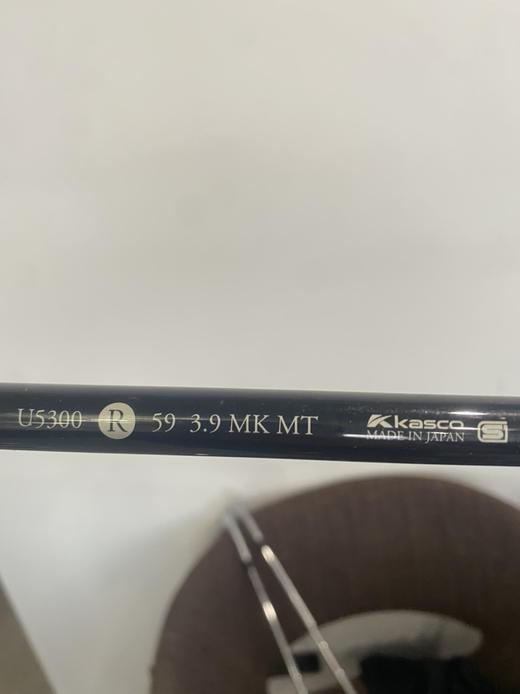 U5300 R 59 3.9 MK MT
kasco
MADE IN JAPAN
S